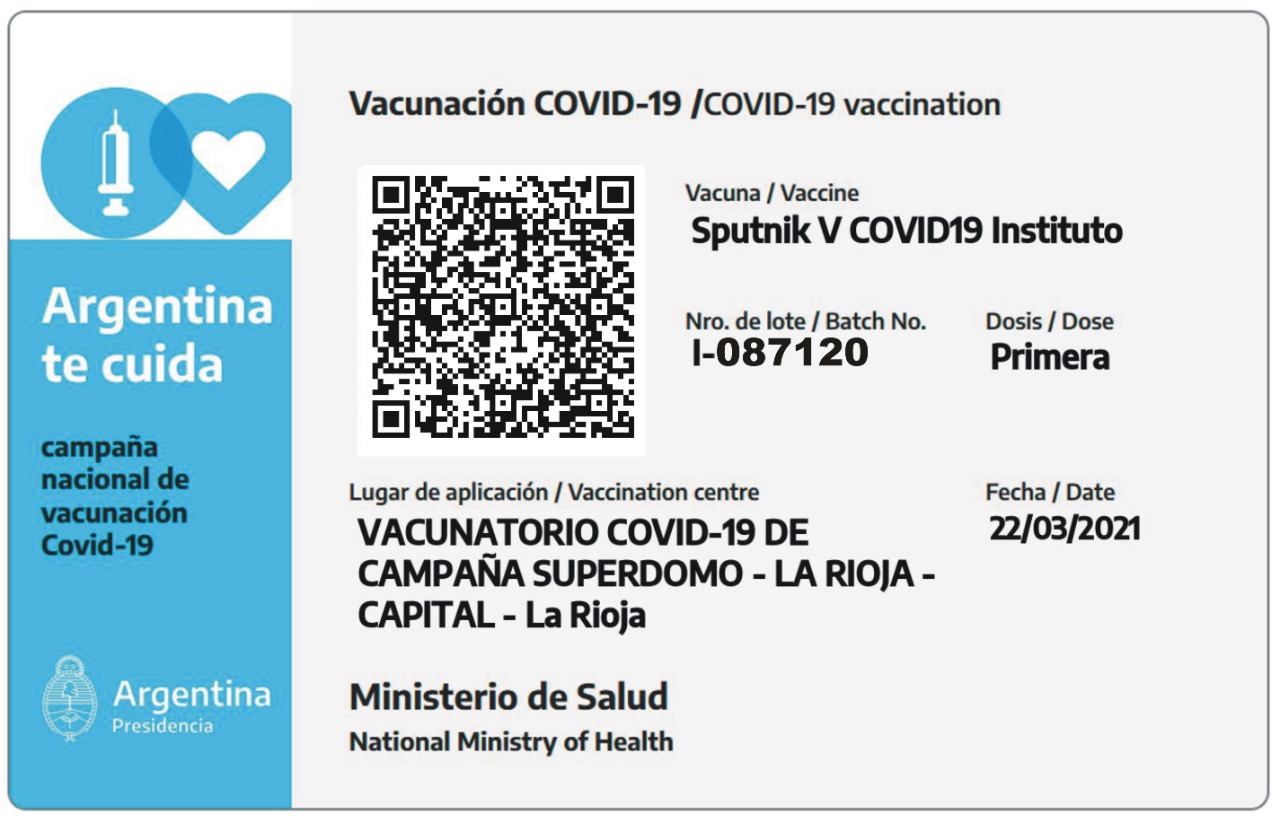 Vacunación COVID-19 /COVID-19 vaccination
Vacuna / Vaccine
Sputnik V COVID19 Instituto
Nro. de lote / Batch No.
I-087120
Dosis / Dose
Primera
Lugar de aplicación / Vaccination centre
VACUNATORIO COVID-19 DE
CAMPAÑA SUPERDOMO - LA RIOJA -
CAPITAL - La Rioja
Fecha / Date
22/03/2021
Ministerio de Salud
National Ministry of Health
Argentina
te cuida
campaña
nacional de
vacunación
Covid-19
Argentina
Presidencia